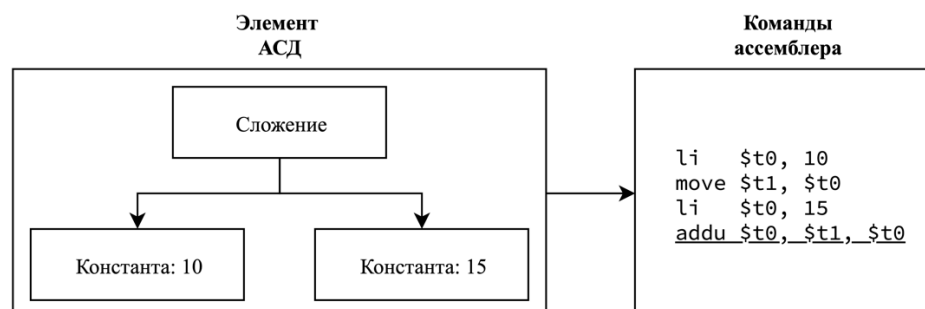 Элемент
АСД
Команды
ассемблера
Сложение
Константа: 10
Константа: 15
li $t0, 10
move $t1, $t0
li $t0, 15
addu $t0, $t1, $t0